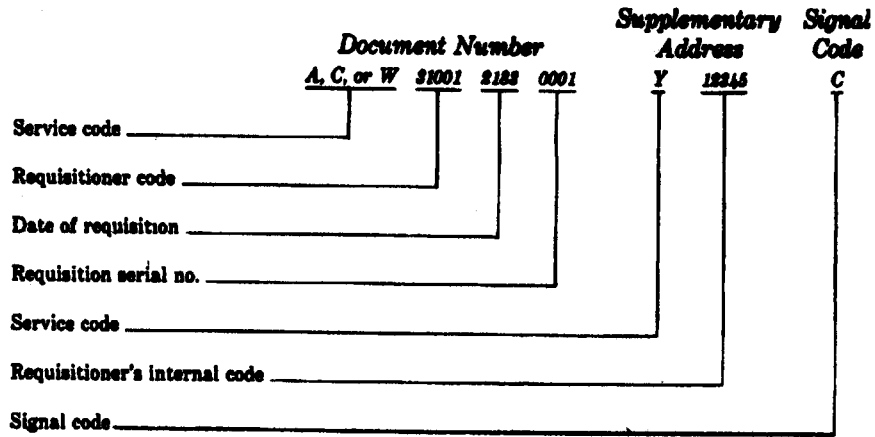 Supplementary Signal
Document Number Address Code
A, C, or W 31001 2183 0001 Y 12345 C
Service code
Requisitioner code
Date of requisition
Requisition serial no.
Service code
Requisitioner's internal code
Signal code